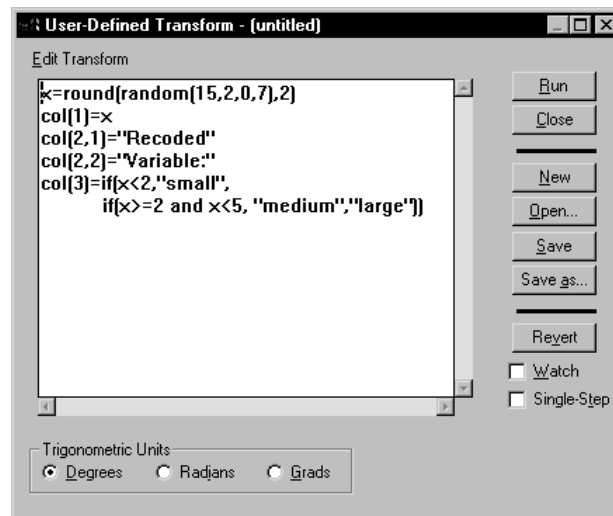 User-Defined Transform - (untitled)
Edit Transform
x=round(random(15,2,0,7),2)
col(1)=x
col(2,1)="Recoded"
col(2,2)="Variable:"
col(3)=if(x<2,"small",
if(x>=2 and x<5, "medium","large"))
Run
Close
New
Open...
Save
Save as...
Revert
Watch
Single-Step
Trigonometric Units
Degrees Radians Grads